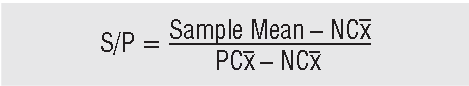 S/P = Sample Mean – NCx̅
PCx̅ – NCx̅